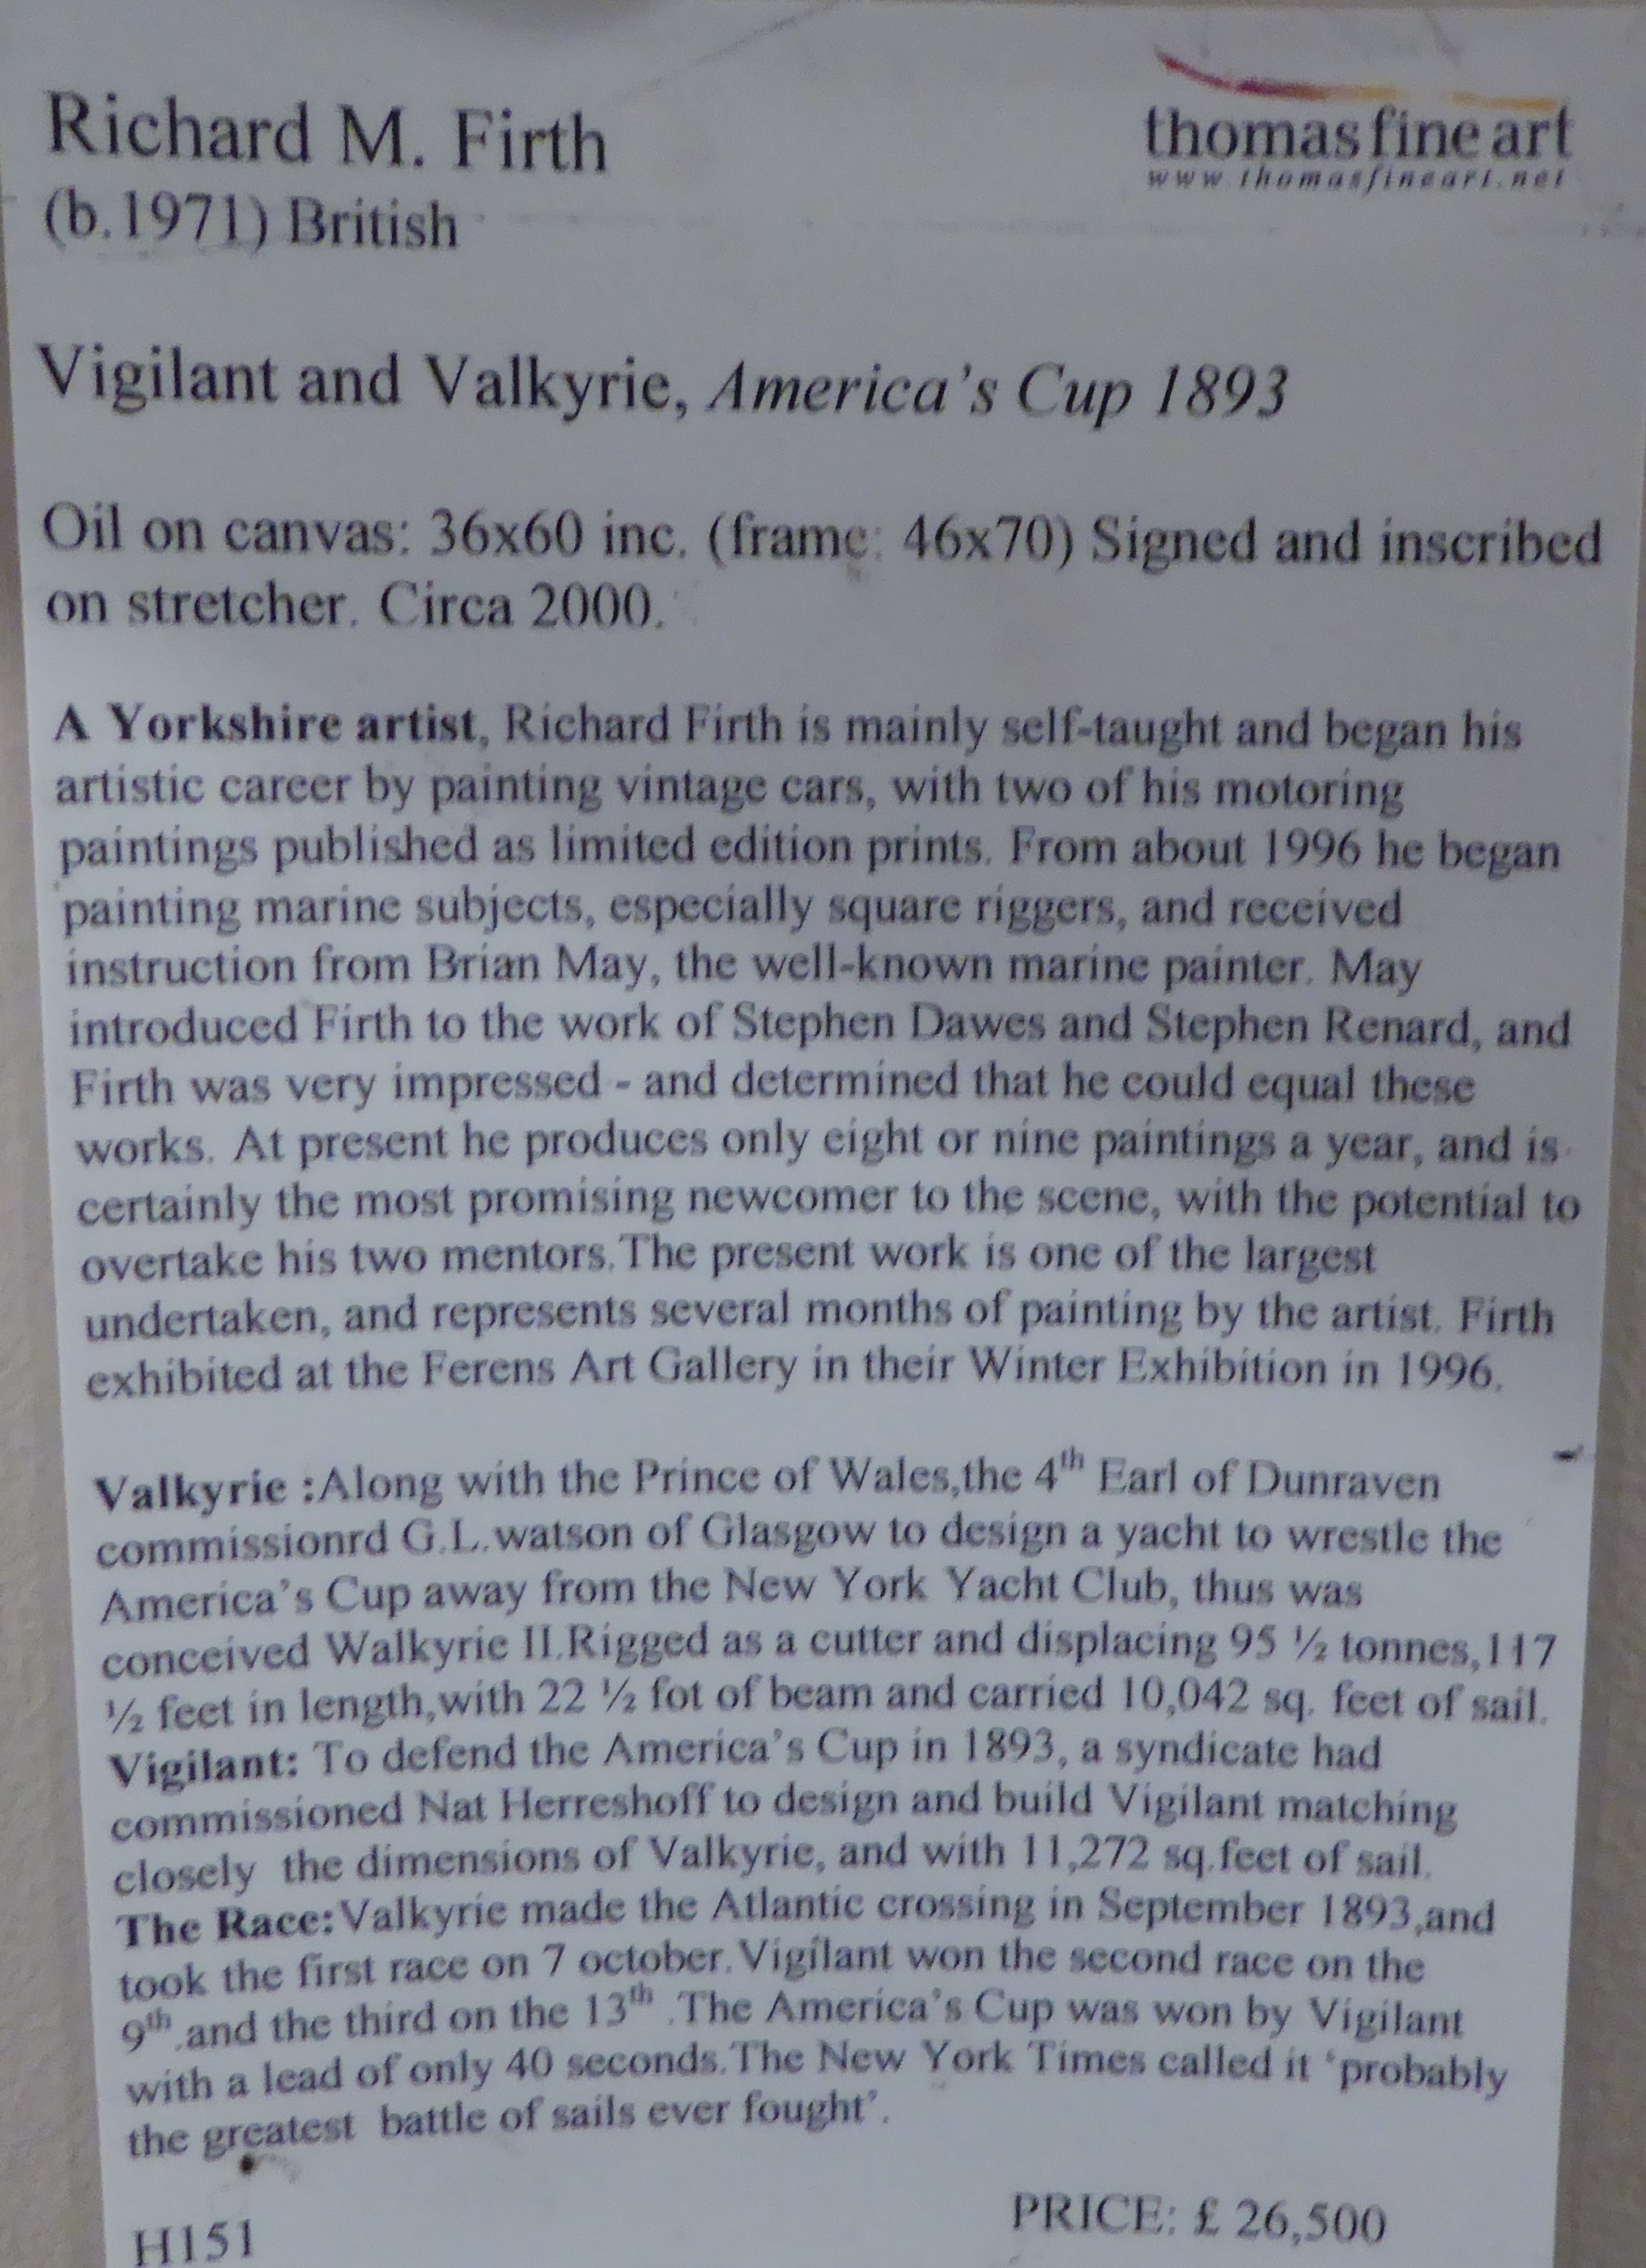 Richard M. Firth
thomasfineart
www.thomasfineart.net
(b.1971) British
Vigilant and Valkyrie, America's Cup 1893
Oil on canvas: 36x60 inc. (frame: 46x70) Signed and inscribed
on stretcher. Circa 2000.
A Yorkshire artist, Richard Firth is mainly self-taught and began his
artistic career by painting vintage cars, with two of his motoring
paintings published as limited edition prints. From about 1996 he began
painting marine subjects, especially square riggers, and received
instruction from Brian May, the well-known marine painter. May
introduced Firth to the work of Stephen Dawes and Stephen Renard, and
Firth was very impressed - and determined that he could equal these
works. At present he produces only eight or nine paintings a year, and is
certainly the most promising newcomer to the scene, with the potential to
overtake his two mentors.The present work is one of the largest
undertaken, and represents several months of painting by the artist. Firth
exhibited at the Ferens Art Gallery in their Winter Exhibition in 1996.
Valkyrie :Along with the Prince of Wales,the 4th Earl of Dunraven
commissionrd G.L.watson of Glasgow to design a yacht to wrestle the
America's Cup away from the New York Yacht Club, thus was
conceived Walkyrie II.Rigged as a cutter and displacing 95 ½ tonnes,117
½ feet in length,with 22 ½ fot of beam and carried 10,042 sq. feet of sail.
Vigilant: To defend the America's Cup in 1893, a syndicate had
commissioned Nat Herreshoff to design and build Vigilant matching
closely the dimensions of Valkyrie, and with 11,272 sq.feet of sail.
The Race:Valkyrie made the Atlantic crossing in September 1893,and
took the first race on 7 october.Vigilant won the second race on the
9th.and the third on the 13th .The America's Cup was won by Vigilant
with a lead of only 40 seconds.The New York Times called it 'probably
the greatest battle of sails ever fought'.
H151
PRICE: £ 26,500